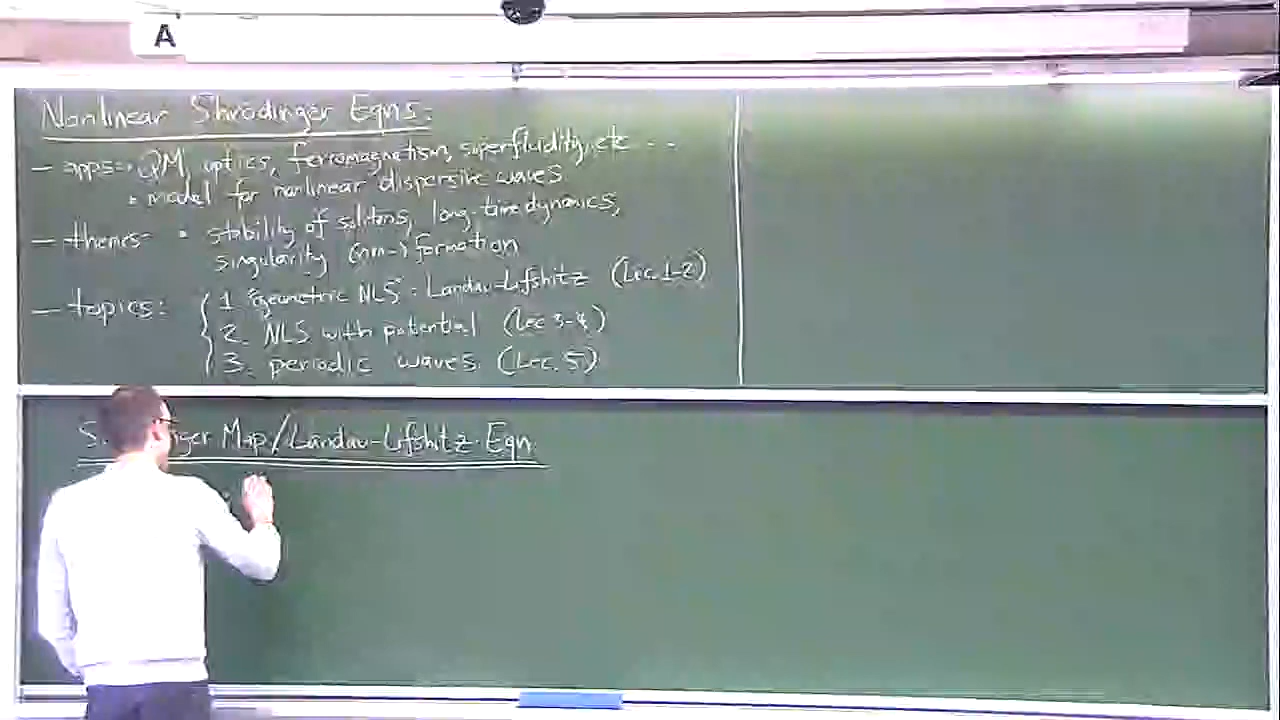 A
Nonlinear Shrödinger Eqns:
– apps: • QM, optics, ferromagnetism, superfluidity, etc ...
• model for nonlinear dispersive waves
– themes • stability of solitons, long-time dynamics,
singularity (non-) formation
– topics: { 1. "geometric NLS": Landau-Lifshitz (Lec. 1-2)
2. NLS with potential (Lec 3-4)
3. periodic waves. (Lec. 5)
S ger Map/Landau-Lifshitz Eqn.